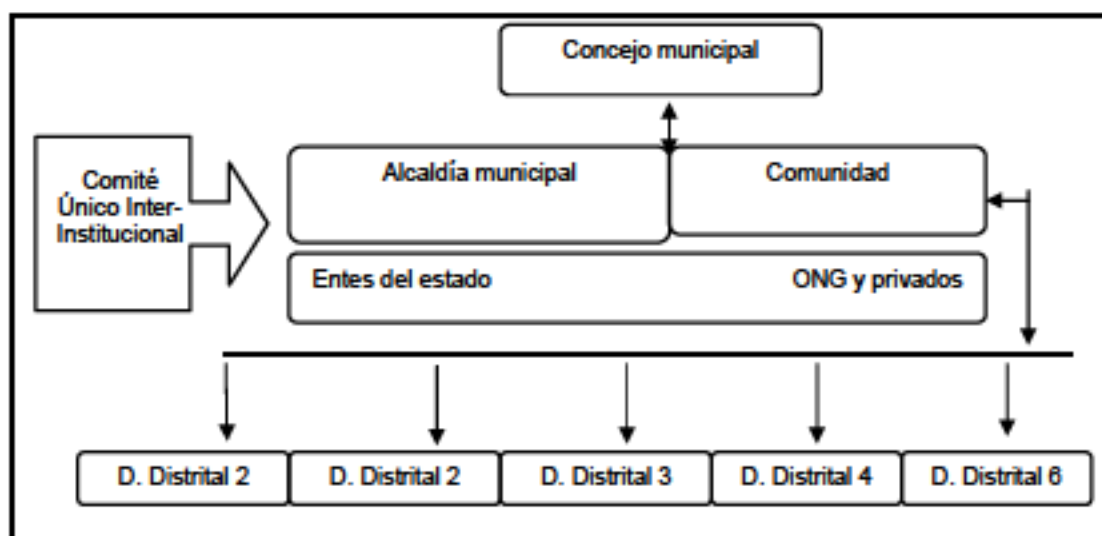 Concejo municipal
Comité
Único Inter-
Institucional
Alcaldía municipal
Comunidad
Entes del estado
ONG y privados
D. Distrital 2
D. Distrital 2
D. Distrital 3
D. Distrital 4
D. Distrital 6